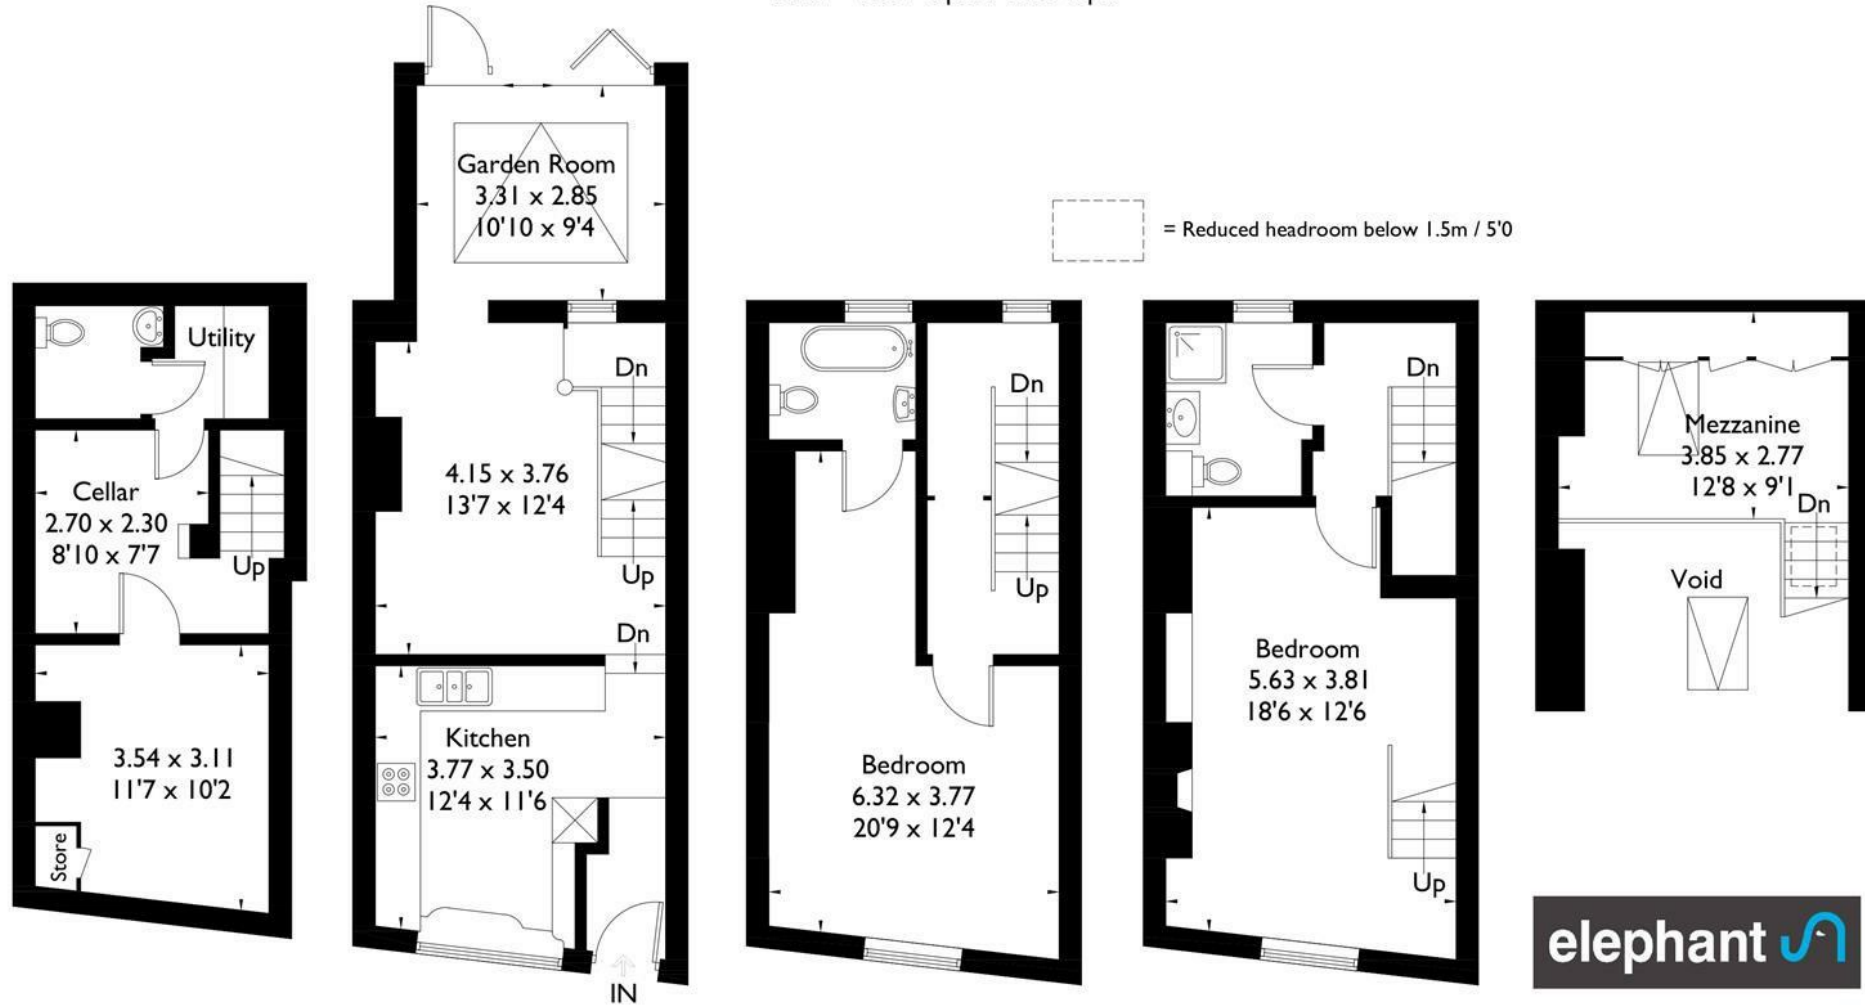 Utility
Cellar
2.70 x 2.30
8'10 x 7'7
Up
3.54 x 3.11
11'7 x 10'2
Store
Garden Room
3.31 x 2.85
10'10 x 9'4
Dn
4.15 x 3.76
13'7 x 12'4
Up
Dn
Kitchen
3.77 x 3.50
12'4 x 11'6
IN
= Reduced headroom below 1.5m / 5'0
Dn
Up
Bedroom
6.32 x 3.77
20'9 x 12'4
Dn
Bedroom
5.63 x 3.81
18'6 x 12'6
Up
Mezzanine
3.85 x 2.77
12'8 x 9'1
Dn
Void
elephant